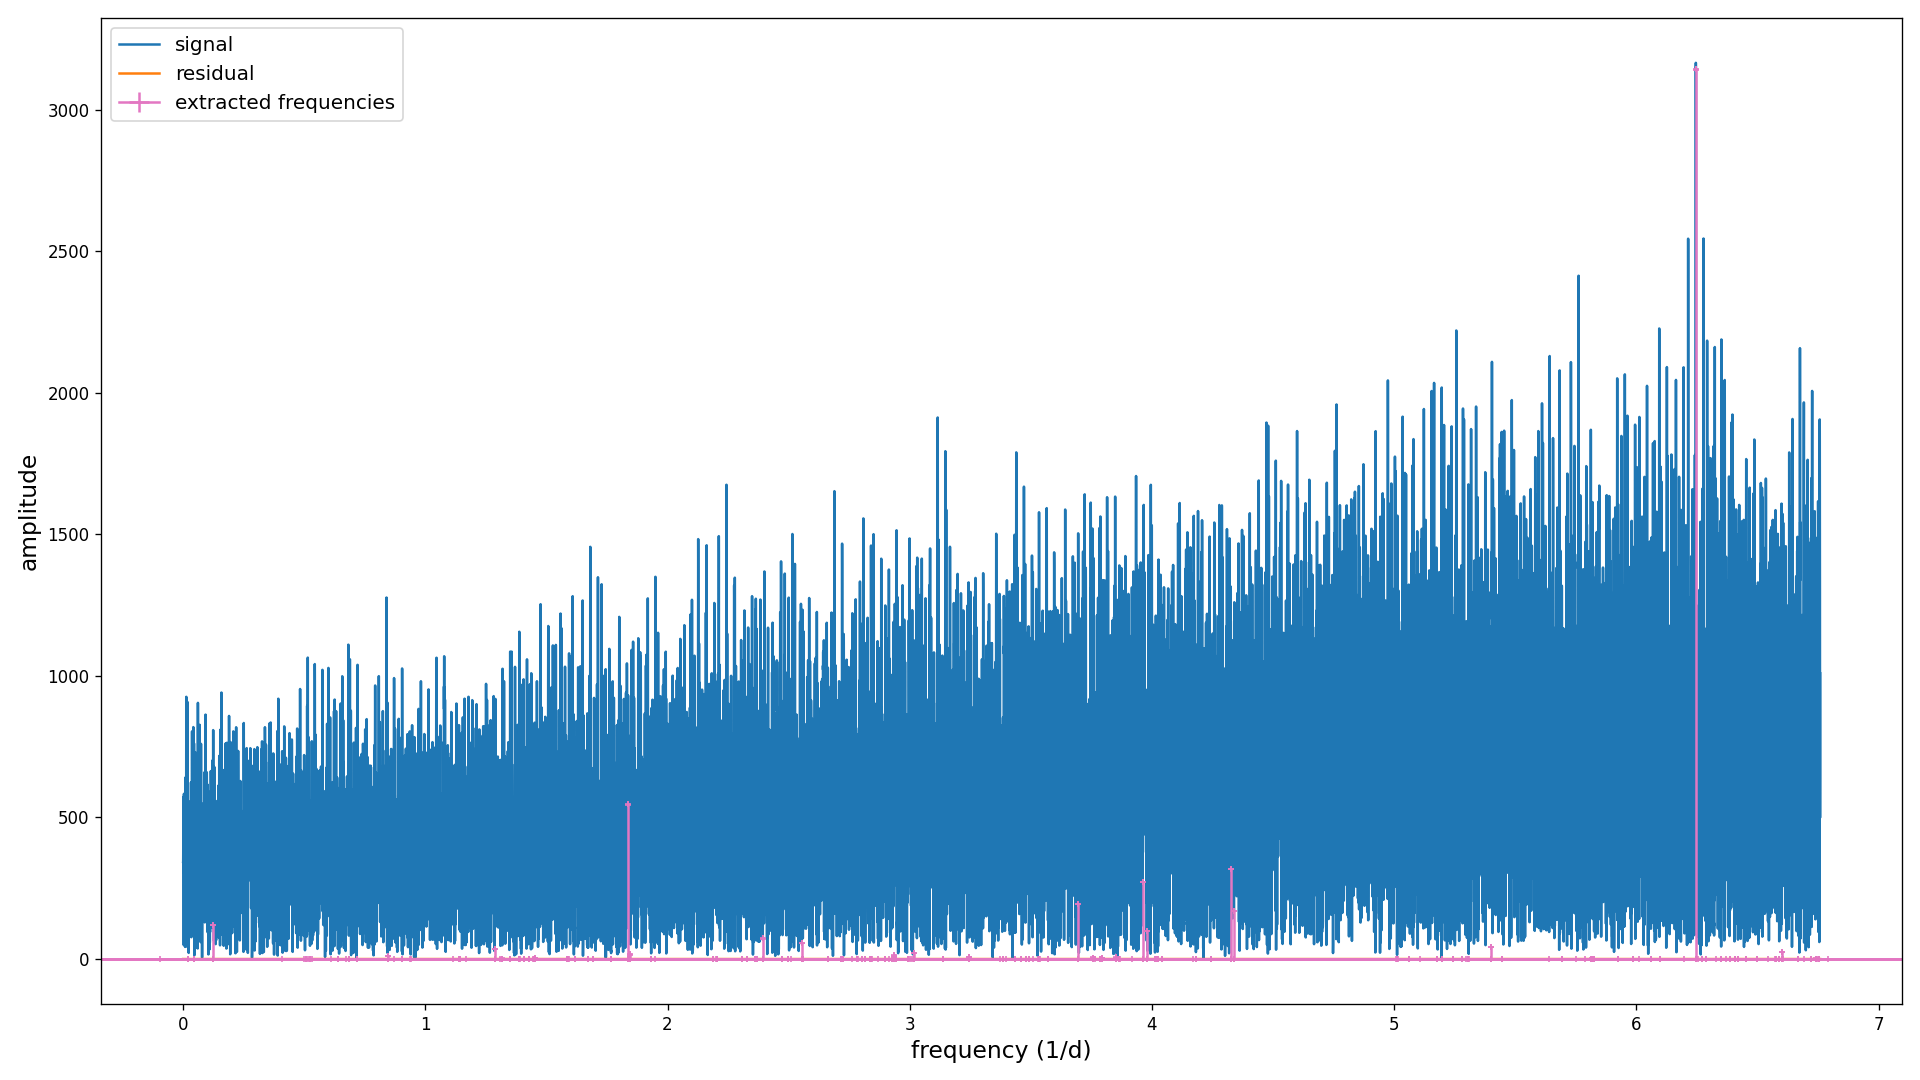 signal
residual
extracted frequencies
amplitude
3000
2500
2000
1500
1000
500
0
0 1 2 3 4 5 6 7
frequency (1/d)